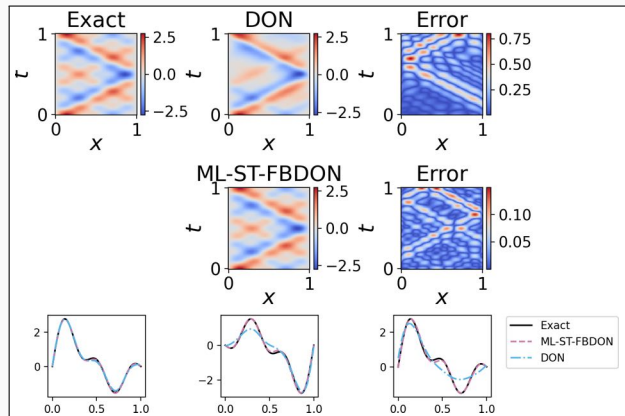 Exact DON Error
1 2.5 1 2.5 1 0.75
t 0.0 t 0.0 t 0.50
0 −2.5 0 −2.5 0 0.25
0 1 0 1 0 1
x x x
ML-ST-FBDON Error
1 2.5 1
t 0.0 t 0.10
0 −2.5 0 0.05
0 1 0 1
x x
2 0 2
0 −2 0
0.0 0.5 1.0 0.0 0.5 1.0 0.0 0.5 1.0
Exact
ML-ST-FBDON
DON